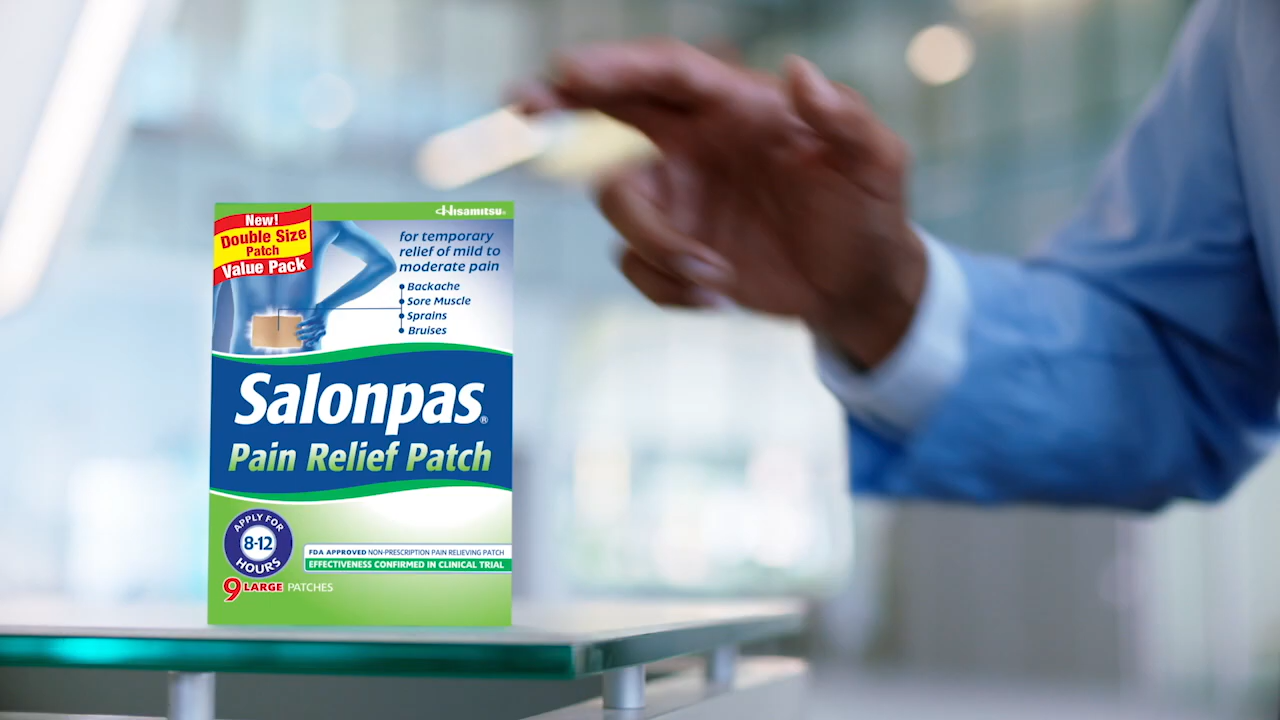 Hisamitsu®
New!
Double Size
Patch
Value Pack
for temporary
relief of mild to
moderate pain
Backache
Sore Muscle
Sprains
Bruises
Salonpas®
Pain Relief Patch
APPLY FOR
8-12
HOURS
FDA APPROVED NON-PRESCRIPTION PAIN RELIEVING PATCH
EFFECTIVENESS CONFIRMED IN CLINICAL TRIAL
9 LARGE PATCHES